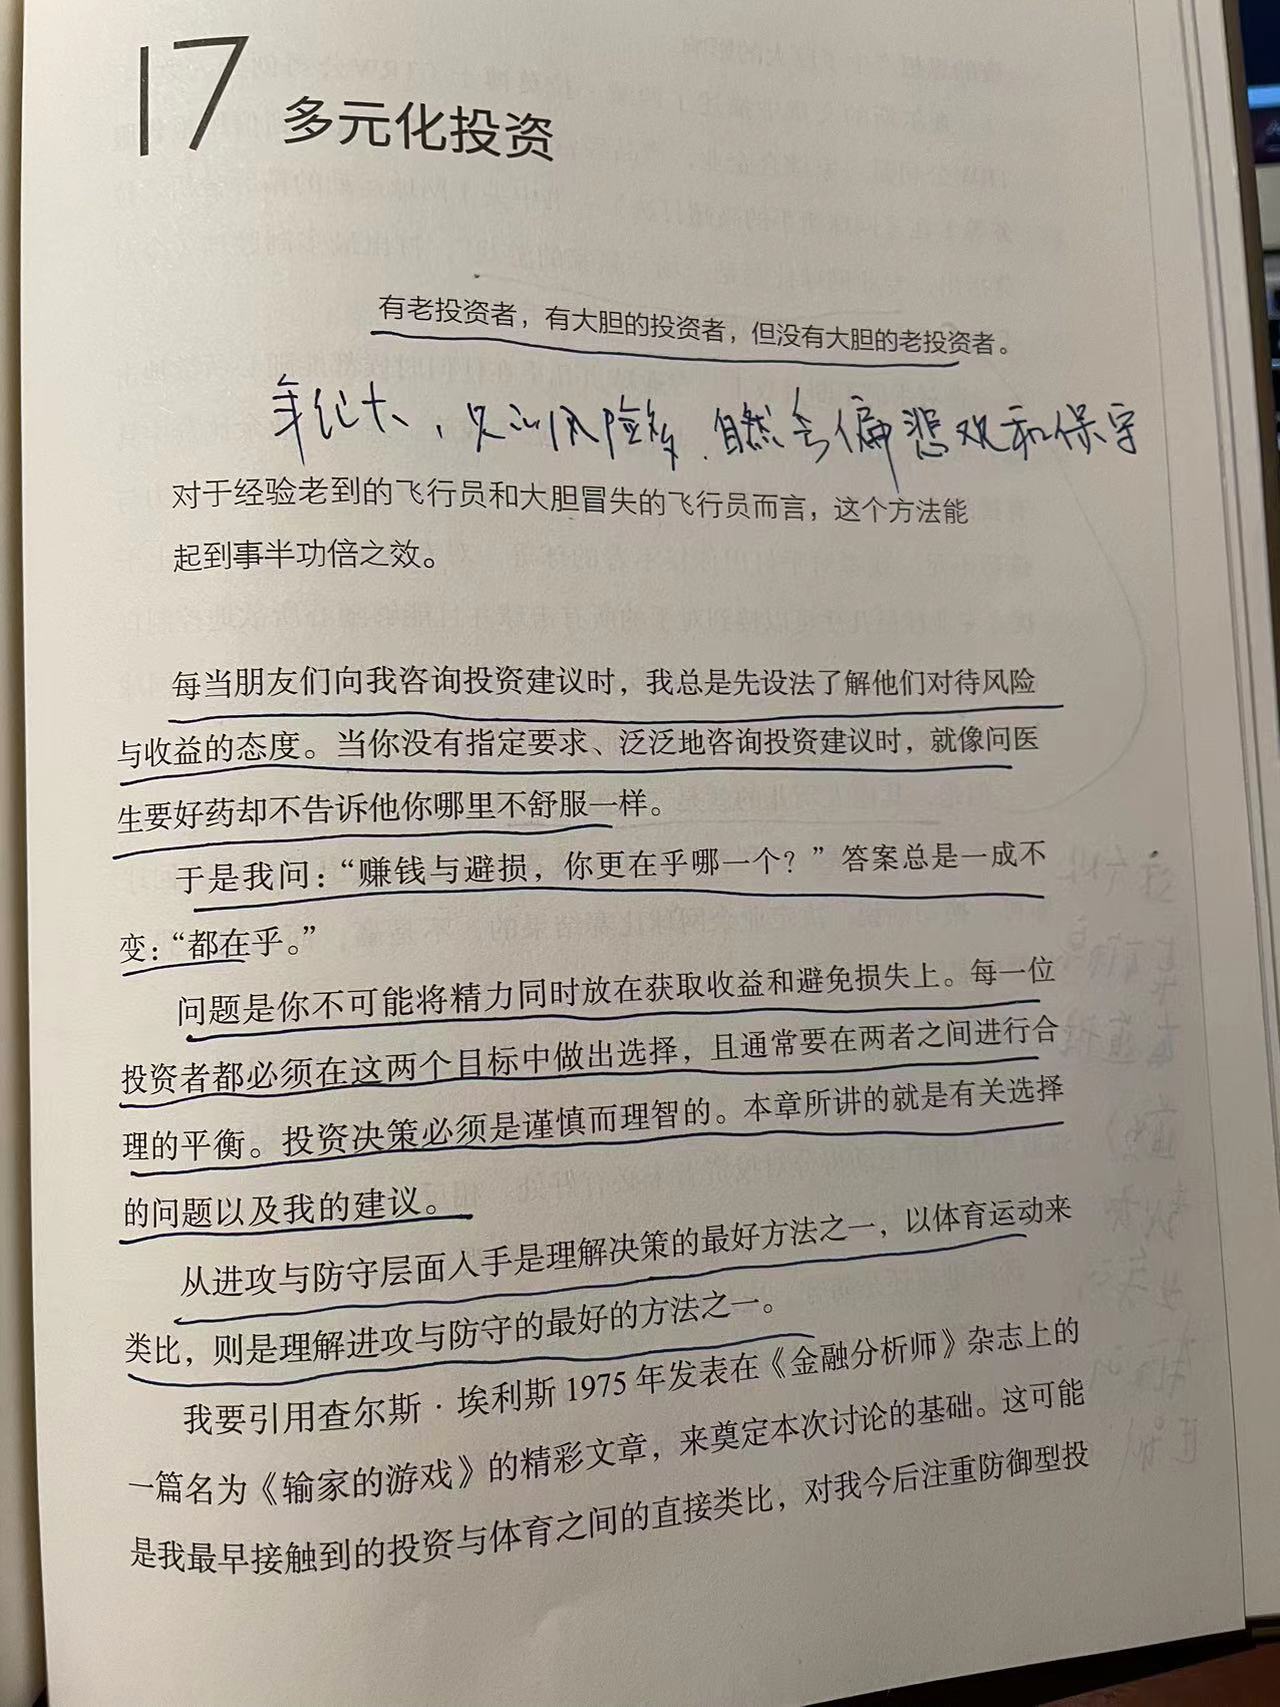 17 多元化投资
有老投资者，有大胆的投资者，但没有大胆的老投资者。
年纪大，见的风险多，自然会偏悲观和保守
对于经验老到的飞行员和大胆冒失的飞行员而言，这个方法能
起到事半功倍之效。
每当朋友们向我咨询投资建议时，我总是先设法了解他们对待风险
与收益的态度。当你没有指定要求、泛泛地咨询投资建议时，就像问医
生要好药却不告诉他你哪里不舒服一样。
于是我问：“赚钱与避损，你更在乎哪一个？”答案总是一成不
变：“都在乎。”
问题是你不可能将精力同时放在获取收益和避免损失上。每一位
投资者都必须在这两个目标中做出选择，且通常要在两者之间进行合
理的平衡。投资决策必须是谨慎而理智的。本章所讲的就是有关选择
的问题以及我的建议。
从进攻与防守层面入手是理解决策的最好方法之一，以体育运动来
类比，则是理解进攻与防守的最好的方法之一。
我要引用查尔斯·埃利斯1975年发表在《金融分析师》杂志上的
一篇名为《输家的游戏》的精彩文章，来奠定本次讨论的基础。这可能
是我最早接触到的投资与体育之间的直接类比，对我今后注重防御型投